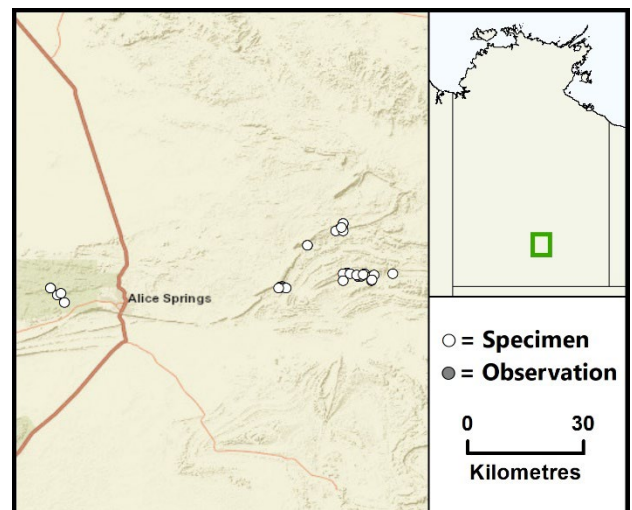 Alice Springs
○ = Specimen
● = Observation
0 30
Kilometres